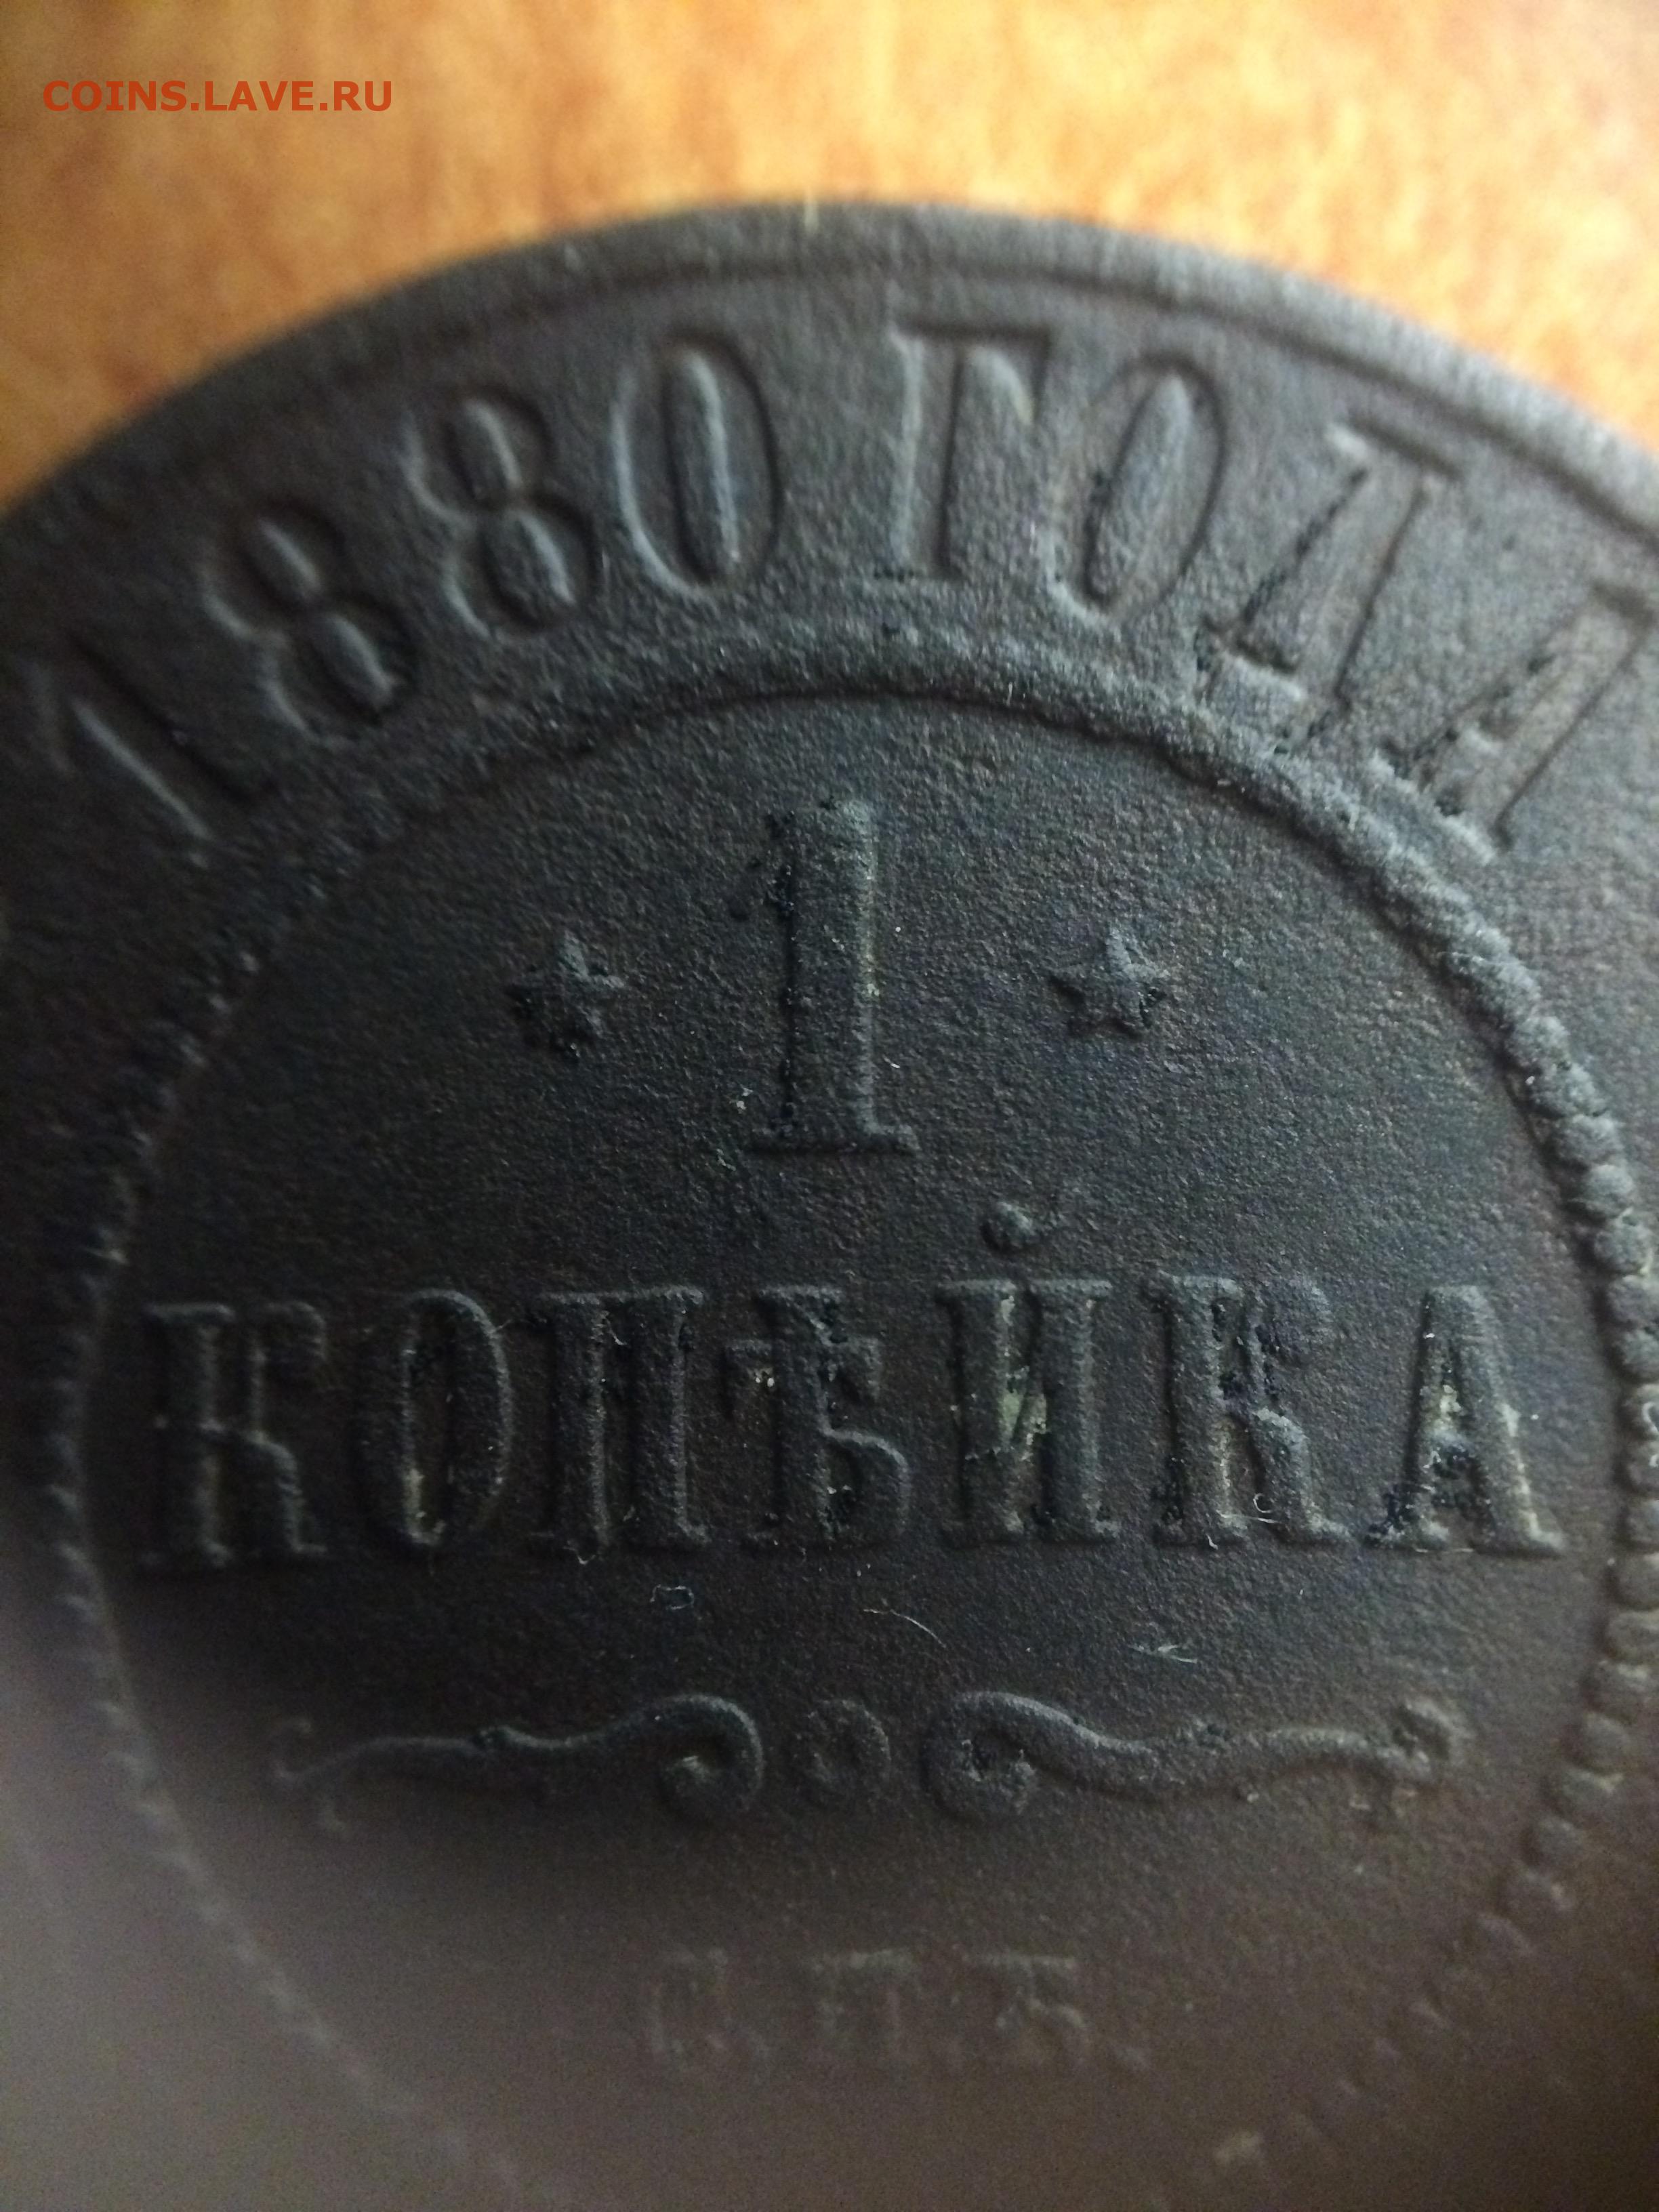 COINS.LAVE.RU
1880 ГОДА
1
КОПѢЙКА
С.П.Б.